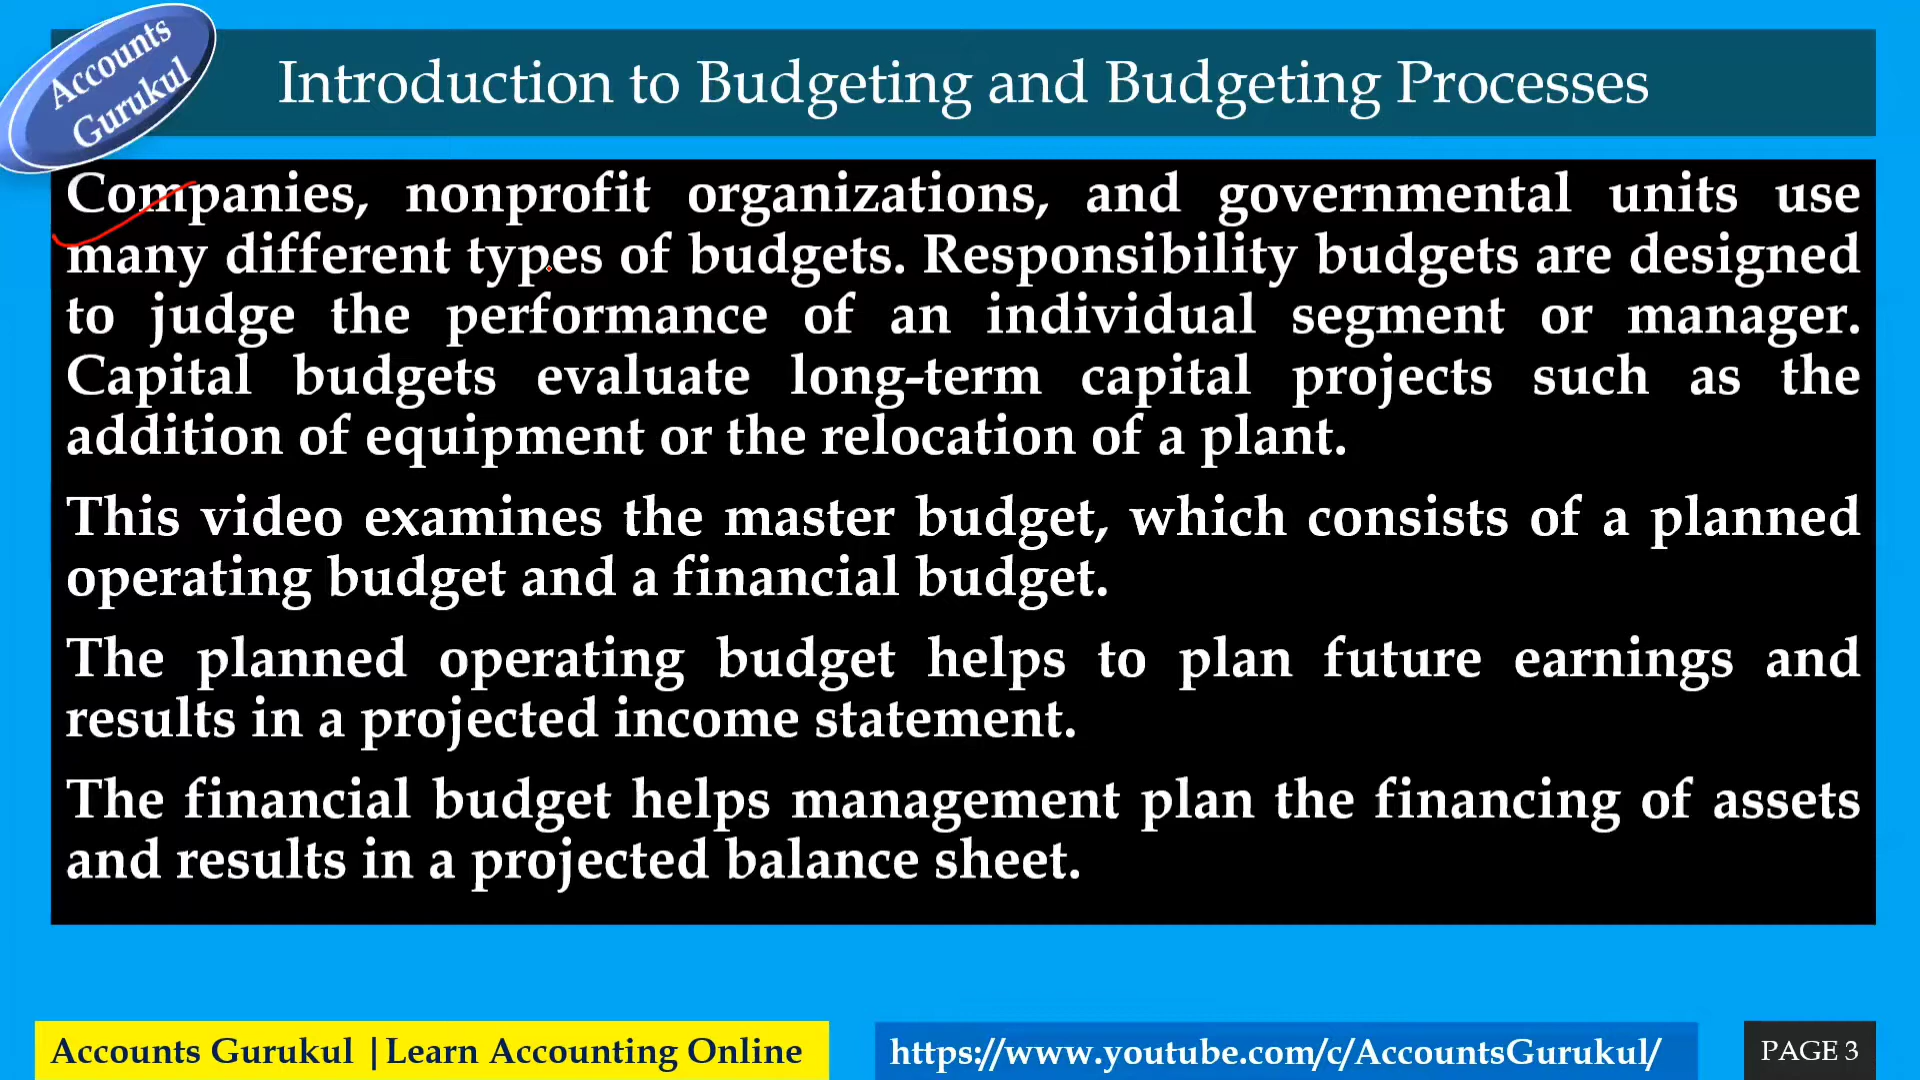 Accounts
Gurukul
Introduction to Budgeting and Budgeting Processes
Companies, nonprofit organizations, and governmental units use
many different types of budgets. Responsibility budgets are designed
to judge the performance of an individual segment or manager.
Capital budgets evaluate long-term capital projects such as the
addition of equipment or the relocation of a plant.
This video examines the master budget, which consists of a planned
operating budget and a financial budget.
The planned operating budget helps to plan future earnings and
results in a projected income statement.
The financial budget helps management plan the financing of assets
and results in a projected balance sheet.
Accounts Gurukul | Learn Accounting Online
https://www.youtube.com/c/AccountsGurukul/
PAGE 3